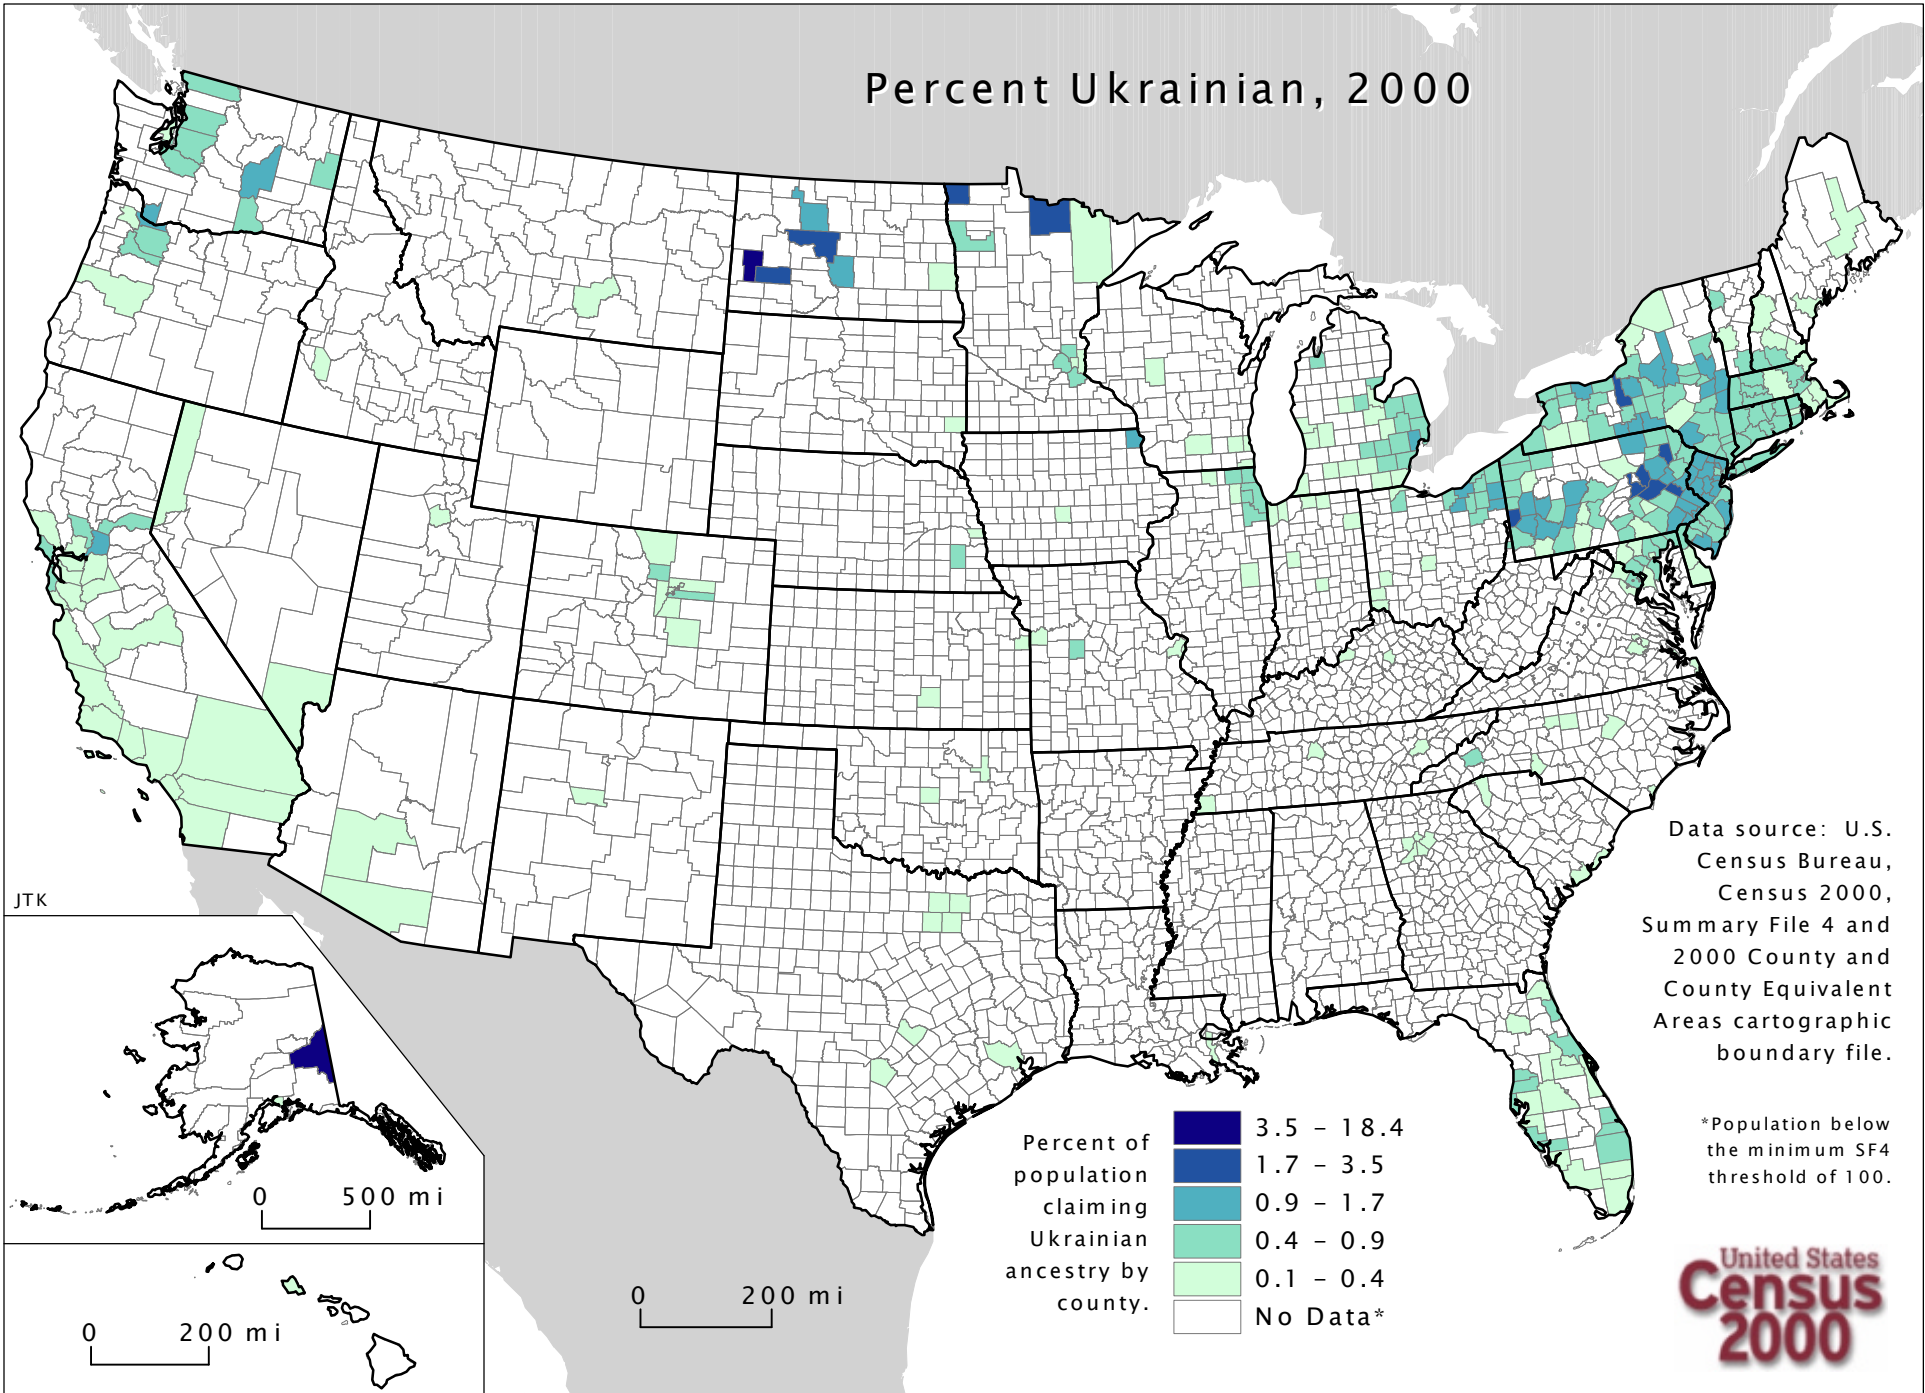 Percent Ukrainian, 2000
Data source: U.S.
Census Bureau,
Census 2000,
Summary File 4 and
2000 County and
County Equivalent
Areas cartographic
boundary file.
*Population below
the minimum SF4
threshold of 100.
JTK
0 500 mi
0 200 mi
0 200 mi
Percent of
population
claiming
Ukrainian
ancestry by
county.
3.5 – 18.4
1.7 – 3.5
0.9 – 1.7
0.4 – 0.9
0.1 – 0.4
No Data*
United States
Census
2000